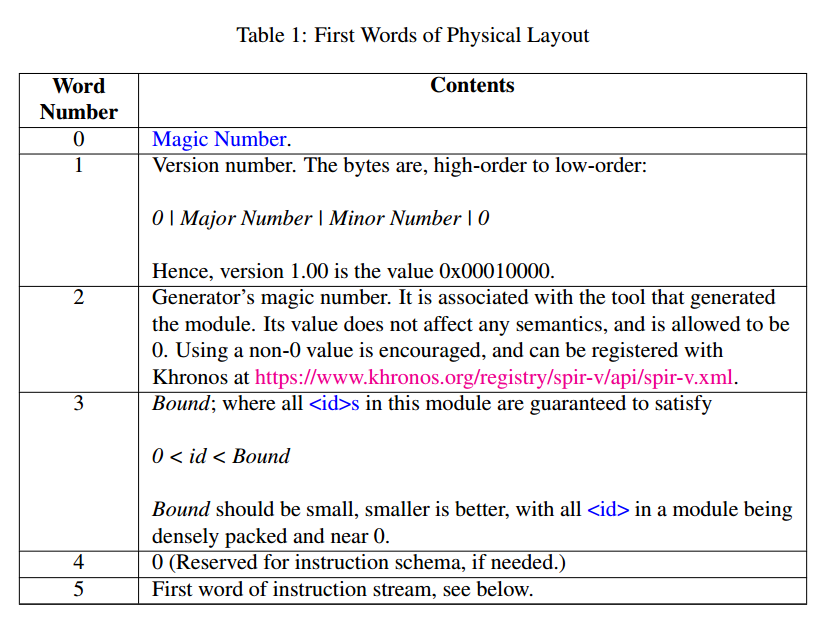 Table 1: First Words of Physical Layout
Word
Number
Contents
0
Magic Number.
1
Version number. The bytes are, high-order to low-order:
0 | Major Number | Minor Number | 0
Hence, version 1.00 is the value 0x00010000.
2
Generator's magic number. It is associated with the tool that generated
the module. Its value does not affect any semantics, and is allowed to be
0. Using a non-0 value is encouraged, and can be registered with
Khronos at https://www.khronos.org/registry/spir-v/api/spir-v.xml.
3
Bound; where all <id>s in this module are guaranteed to satisfy
0 < id < Bound
Bound should be small, smaller is better, with all <id> in a module being
densely packed and near 0.
4
0 (Reserved for instruction schema, if needed.)
5
First word of instruction stream, see below.